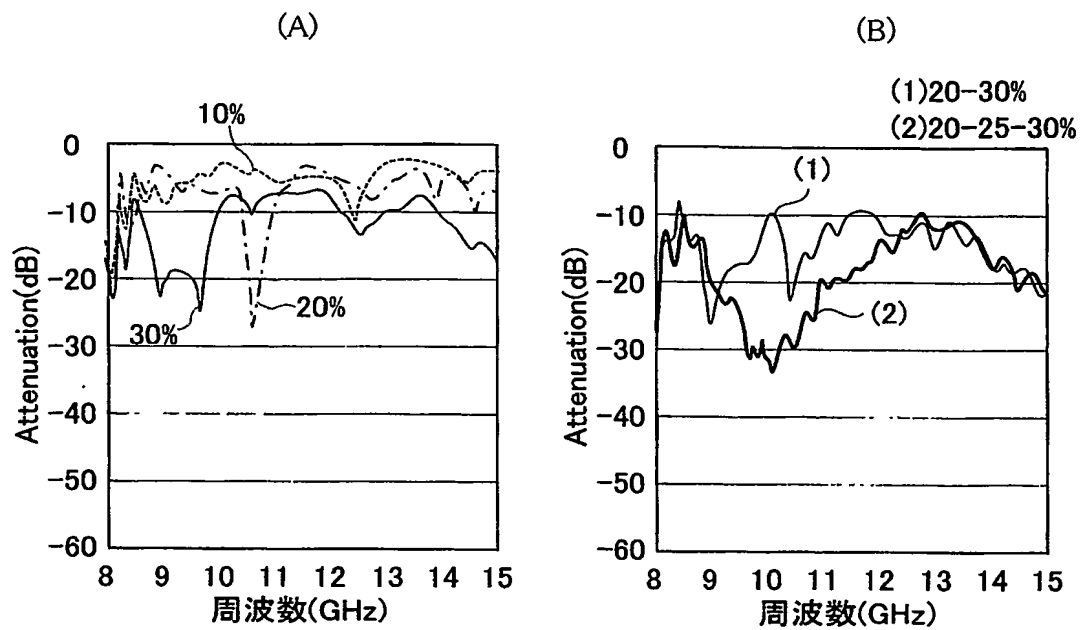 (A)
10%
20%
30%
0
-10
-20
-30
-40
-50
-60
Attenuation(dB)
8 9 10 11 12 13 14 15
周波数(GHz)
(B)
(1)20-30%
(2)20-25-30%
(1)
(2)
0
-10
-20
-30
-40
-50
-60
Attenuation(dB)
8 9 10 11 12 13 14 15
周波数(GHz)